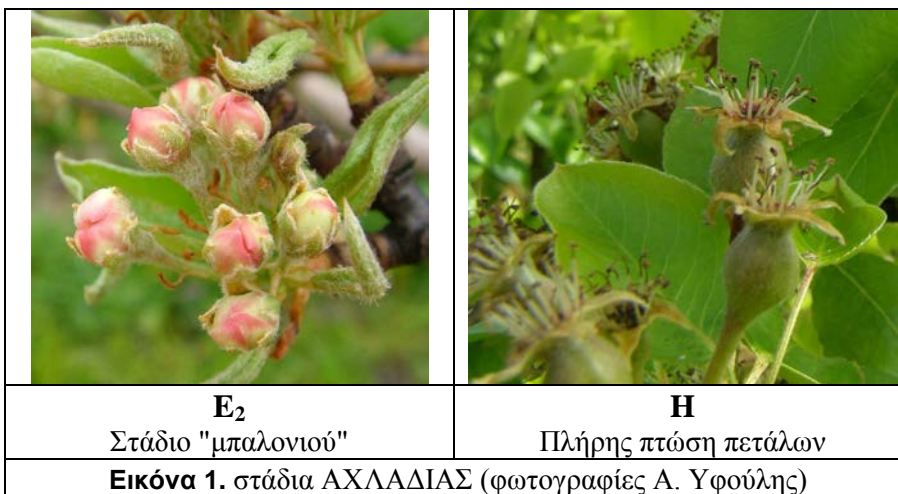 E₂
Στάδιο "μπαλονιού"
H
Πλήρης πτώση πετάλων
Εικόνα 1. στάδια ΑΧΛΑΔΙΑΣ (φωτογραφίες Α. Υφούλης)